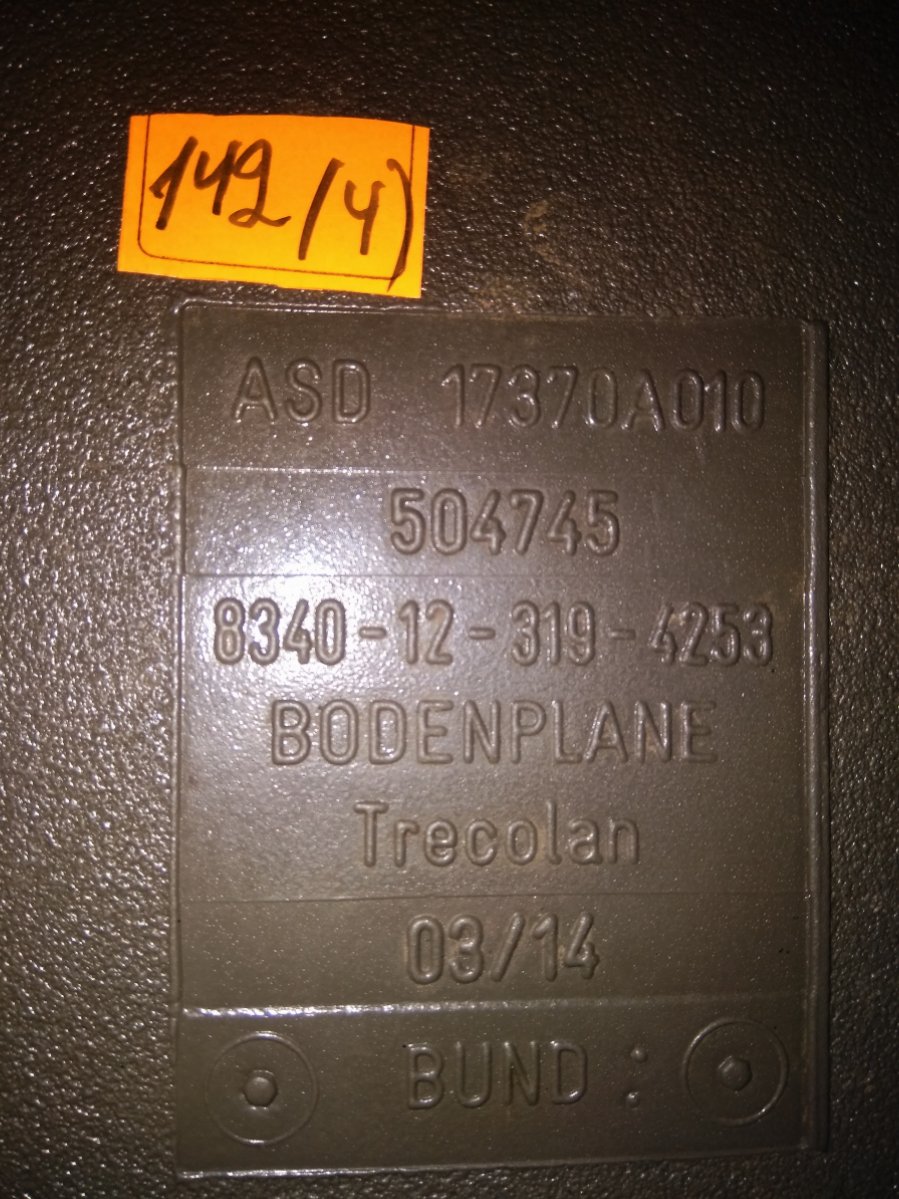 142/4)
ASD 17370A010
504745
8340-12-319-4253
BODENPLANE
Trecolan
03/14
BUND :